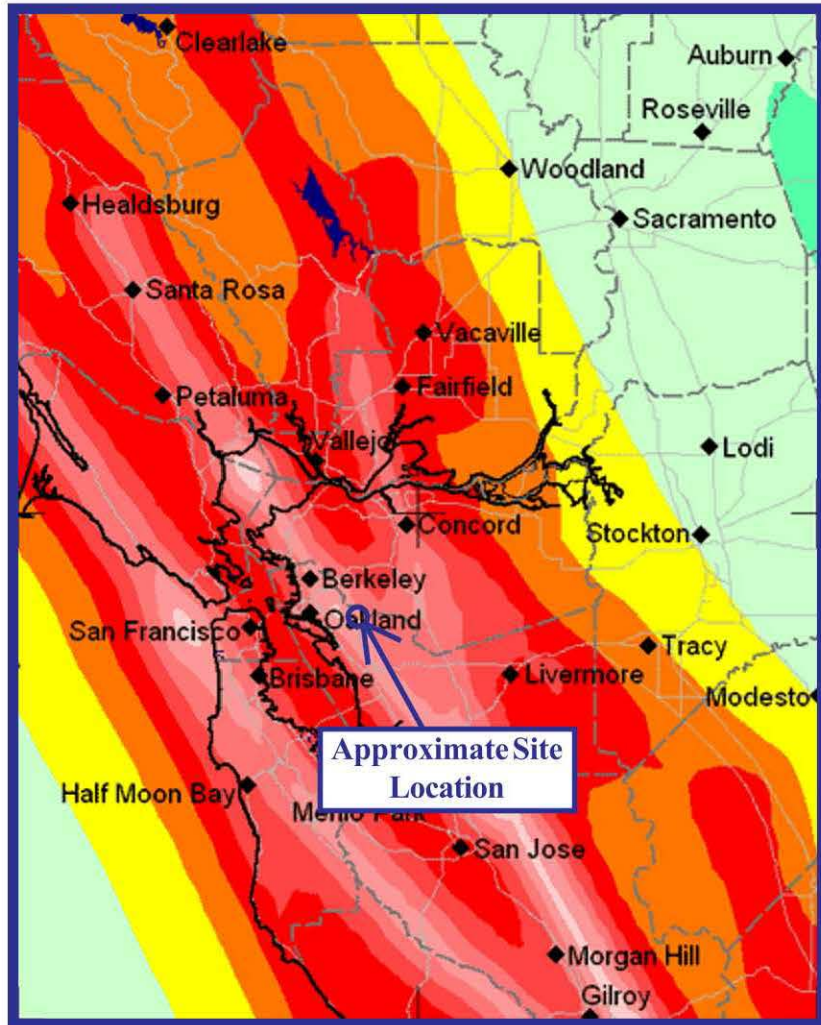 Clearlake
Auburn
Roseville
Woodland
Healdsburg
Sacramento
Santa Rosa
Vacaville
Fairfield
Petaluma
Vallejo
Lodi
Concord
Stockton
Berkeley
Oakland
San Francisco
Tracy
Brisbane
Livermore
Modesto
Approximate Site
Location
Half Moon Bay
Menlo Park
San Jose
Morgan Hill
Gilroy